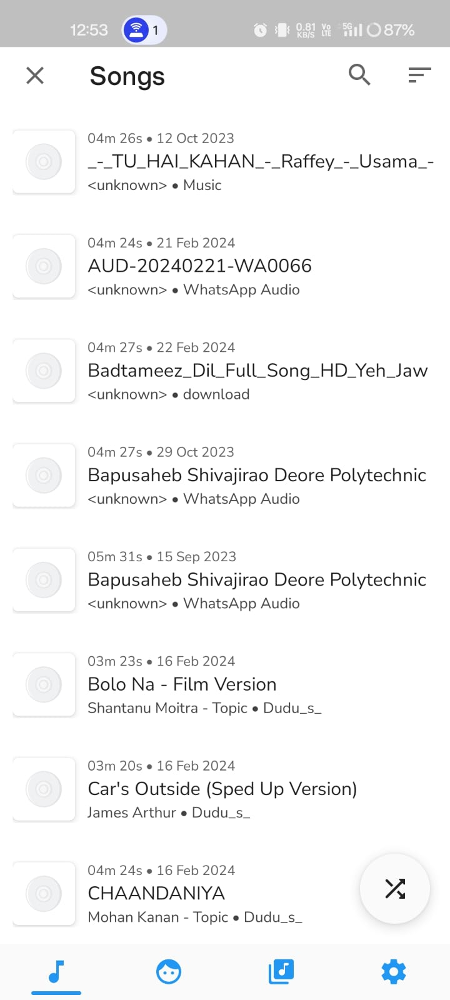 12:53
1
0.81 KB/S
Vo LTE
5G
87%
Songs
04m 26s • 12 Oct 2023
_-_TU_HAI_KAHAN_-_Raffey_-_Usama_-
<unknown> • Music
04m 24s • 21 Feb 2024
AUD-20240221-WA0066
<unknown> • WhatsApp Audio
04m 27s • 22 Feb 2024
Badtameez_Dil_Full_Song_HD_Yeh_Jaw
<unknown> • download
04m 27s • 29 Oct 2023
Bapusaheb Shivajirao Deore Polytechnic
<unknown> • WhatsApp Audio
05m 31s • 15 Sep 2023
Bapusaheb Shivajirao Deore Polytechnic
<unknown> • WhatsApp Audio
03m 23s • 16 Feb 2024
Bolo Na - Film Version
Shantanu Moitra - Topic • Dudu_s_
03m 20s • 16 Feb 2024
Car's Outside (Sped Up Version)
James Arthur • Dudu_s_
04m 24s • 16 Feb 2024
CHAANDANIYA
Mohan Kanan - Topic • Dudu_s_